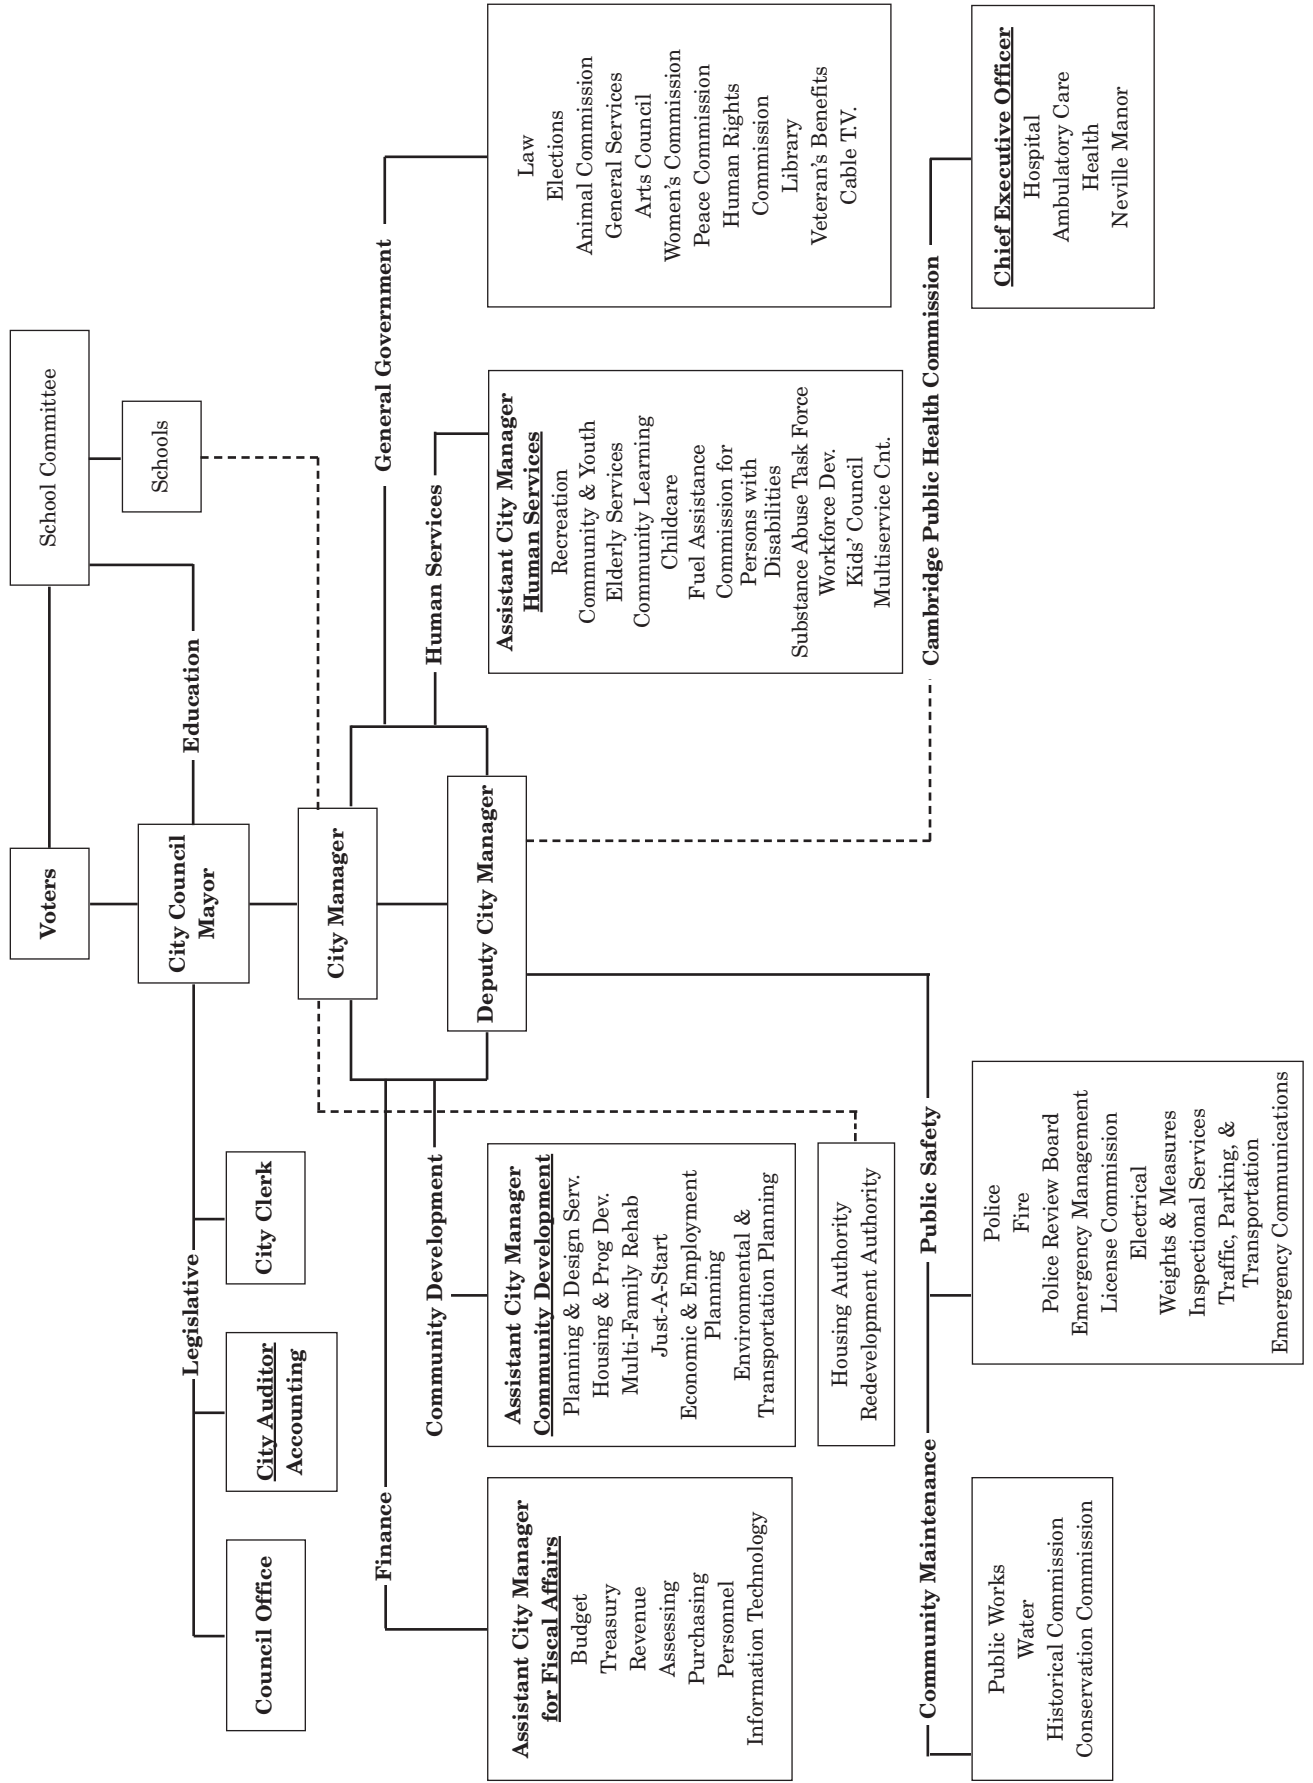 Voters
School Committee
City Council
Mayor
Education
Schools
Legislative
Council Office
City Auditor
Accounting
City Clerk
City Manager
Deputy City Manager
Finance
Community Development
Human Services
General Government
Assistant City Manager
for Fiscal Affairs
Budget
Treasury
Revenue
Assessing
Purchasing
Personnel
Information Technology
Assistant City Manager
Community Development
Planning & Design Serv.
Housing & Prog Dev.
Multi-Family Rehab
Just-A-Start
Economic & Employment
Planning
Environmental &
Transportation Planning
Housing Authority
Redevelopment Authority
Assistant City Manager
Human Services
Recreation
Community & Youth
Elderly Services
Community Learning
Childcare
Fuel Assistance
Commission for
Persons with
Disabilities
Substance Abuse Task Force
Workforce Dev.
Kids' Council
Multiservice Cnt.
Law
Elections
Animal Commission
General Services
Arts Council
Women's Commission
Peace Commission
Human Rights
Commission
Library
Veteran's Benefits
Cable T.V.
Community Maintenance
Public Safety
Cambridge Public Health Commission
Public Works
Water
Historical Commission
Conservation Commission
Police
Fire
Police Review Board
Emergency Management
License Commission
Electrical
Weights & Measures
Inspectional Services
Traffic, Parking, &
Transportation
Emergency Communications
Chief Executive Officer
Hospital
Ambulatory Care
Health
Neville Manor